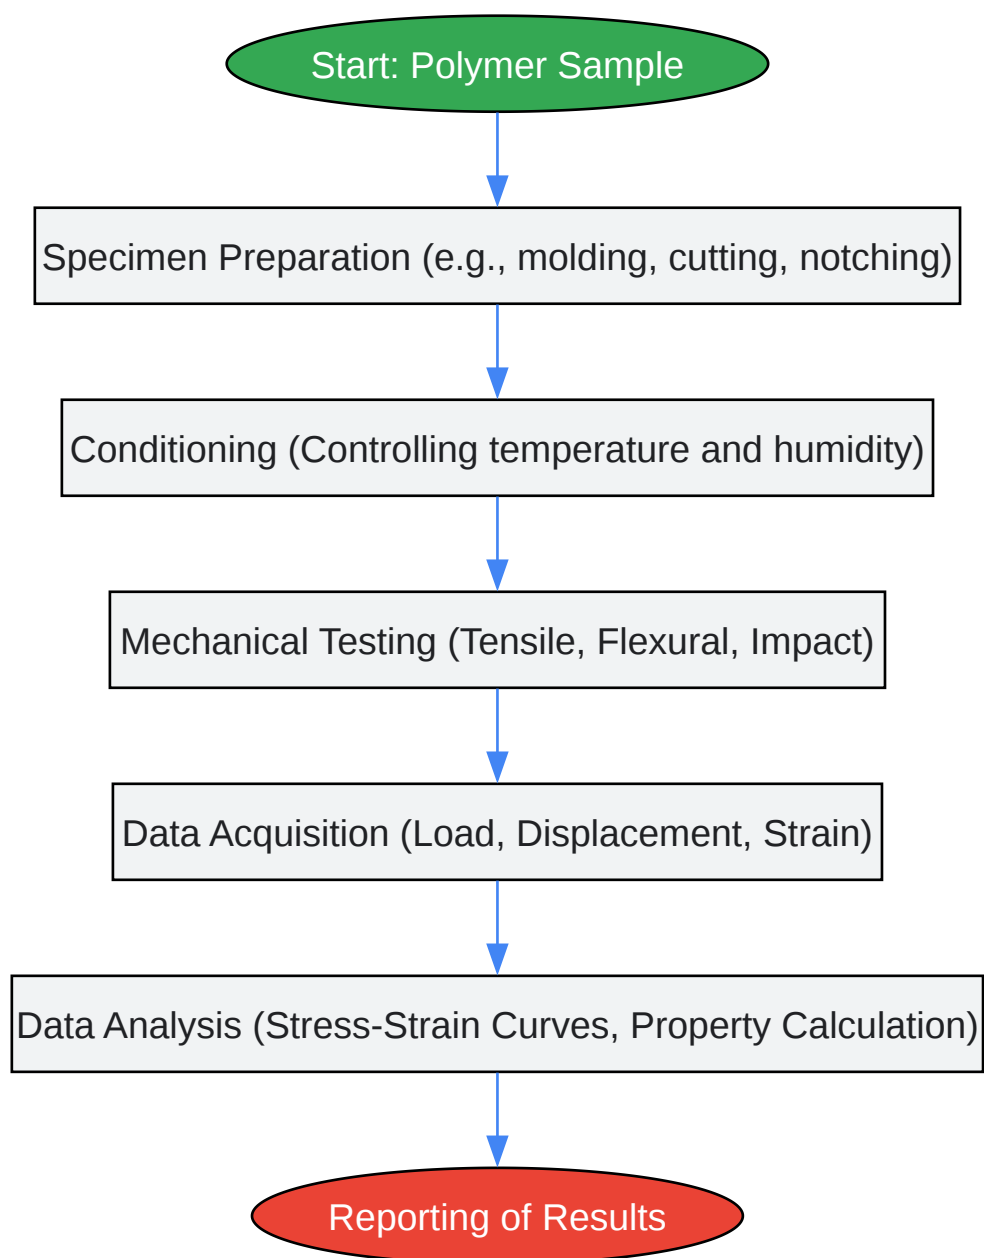 Start: Polymer Sample
Specimen Preparation (e.g., molding, cutting, notching)
Conditioning (Controlling temperature and humidity)
Mechanical Testing (Tensile, Flexural, Impact)
Data Acquisition (Load, Displacement, Strain)
Data Analysis (Stress-Strain Curves, Property Calculation)
Reporting of Results